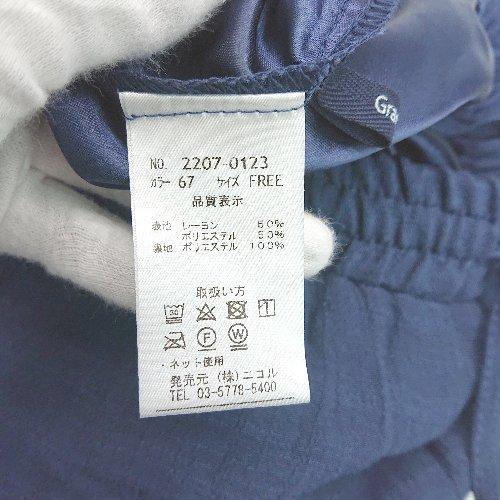 Gra
NO. 2207-0123
カラー 67 サイズ FREE
品質表示
表地 レーヨン 50%
ポリエステル 50%
裏地 ポリエステル 100%
取扱い方
30
F W
・ネット使用
発売元 (株)ニコル
TEL 03-5778-5400